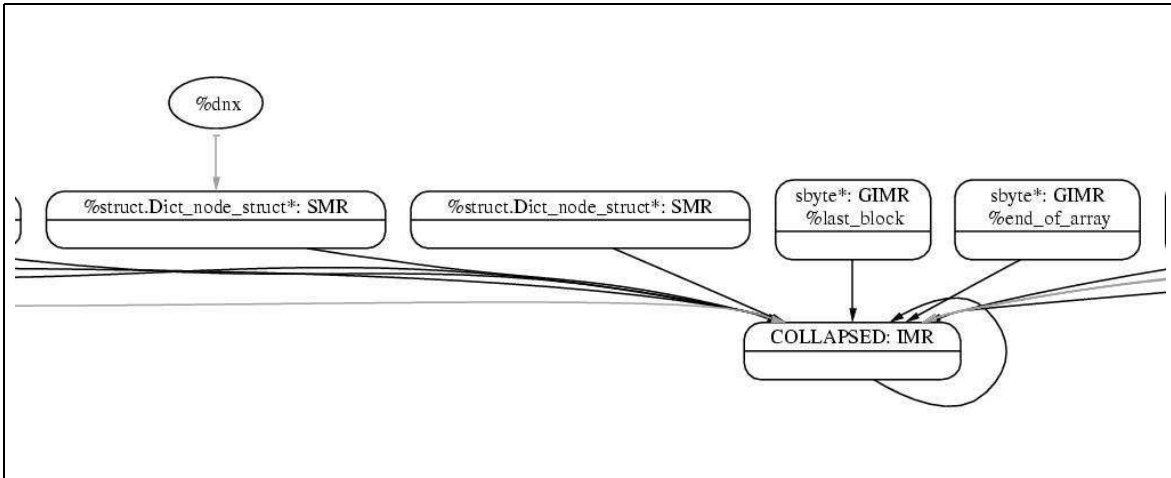 %dnx
%struct.Dict_node_struct*: SMR
%struct.Dict_node_struct*: SMR
sbyte*: GIMR
%last_block
sbyte*: GIMR
%end_of_array
COLLAPSED: IMR